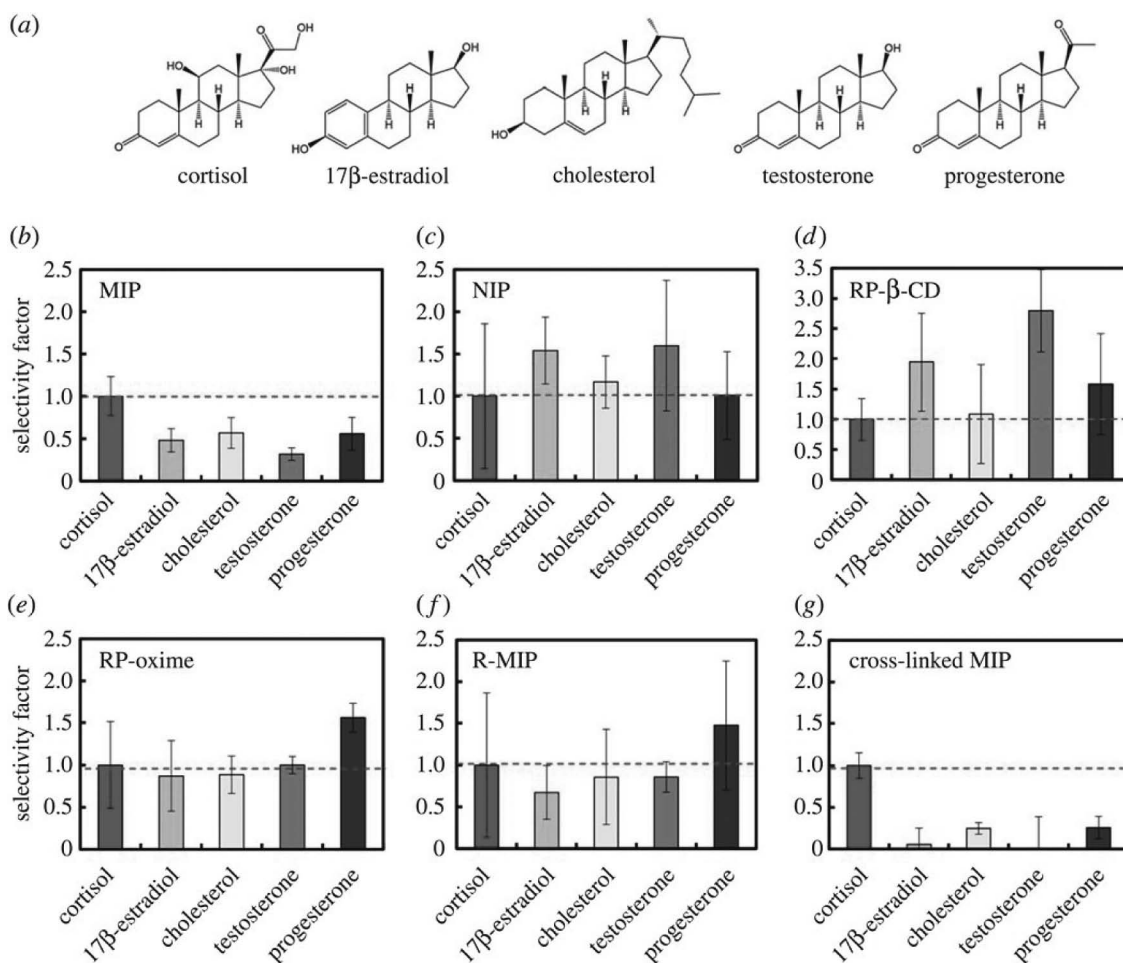 (a)
O OH
HO OH
H
H H
O
cortisol
OH
H
H H
HO
17β-estradiol
H
H H
HO
cholesterol
OH
H
H H
O
testosterone
O
H
H H
O
progesterone
(b) (c) (d)
selectivity factor
2.5
2.0
1.5
1.0
0.5
0
MIP
cortisol
17β-estradiol
cholesterol
testosterone
progesterone
2.5
2.0
1.5
1.0
0.5
0
NIP
cortisol
17β-estradiol
cholesterol
testosterone
progesterone
3.5
3.0
2.5
2.0
1.5
1.0
0.5
0
RP-β-CD
cortisol
17β-estradiol
cholesterol
testosterone
progesterone
(e) (f) (g)
selectivity factor
2.5
2.0
1.5
1.0
0.5
0
RP-oxime
cortisol
17β-estradiol
cholesterol
testosterone
progesterone
2.5
2.0
1.5
1.0
0.5
0
R-MIP
cortisol
17β-estradiol
cholesterol
testosterone
progesterone
2.5
2.0
1.5
1.0
0.5
0
cross-linked MIP
cortisol
17β-estradiol
cholesterol
testosterone
progesterone